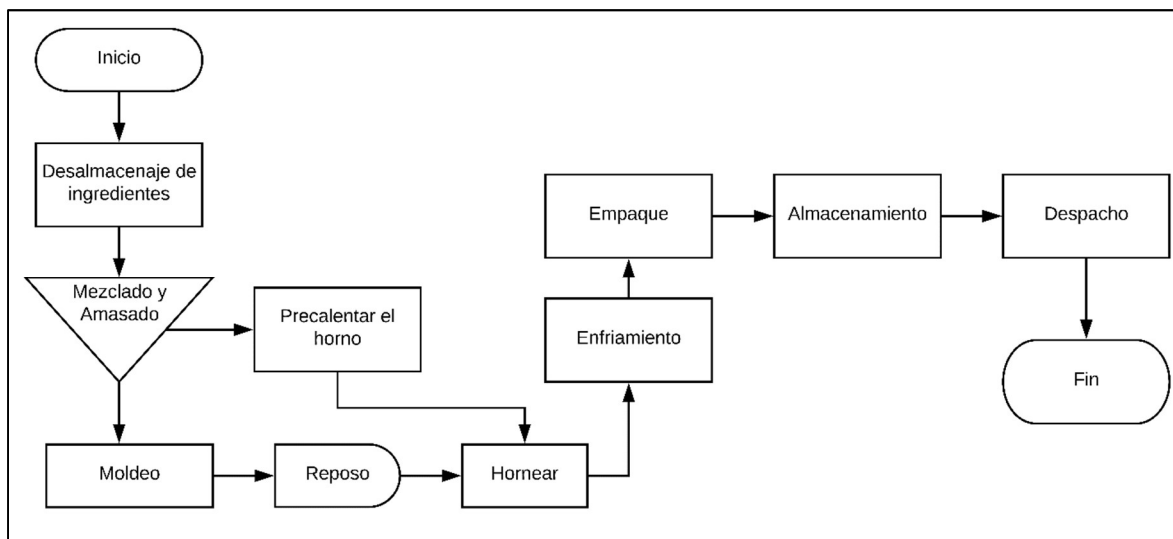 Inicio
Desalmacenaje de
ingredientes
Mezclado y
Amasado
Precalentar el
horno
Moldeo
Reposo
Hornear
Enfriamiento
Empaque
Almacenamiento
Despacho
Fin